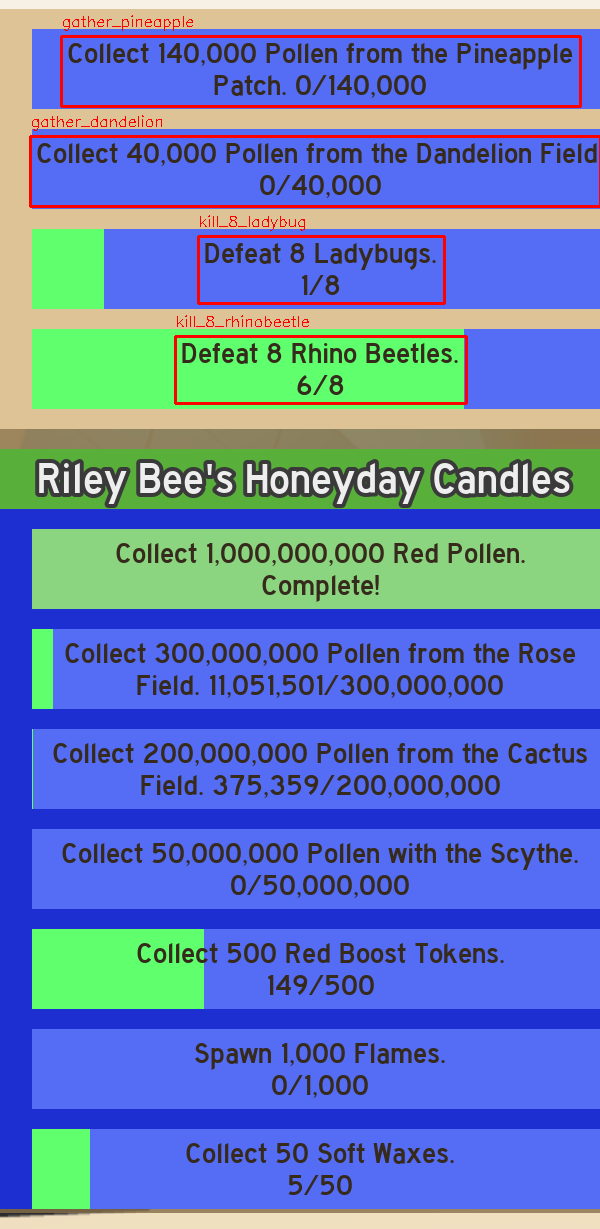 gather_pineapple
Collect 140,000 Pollen from the Pineapple
Patch. 0/140,000
gather_dandelion
Collect 40,000 Pollen from the Dandelion Field
0/40,000
kill_8_ladybug
Defeat 8 Ladybugs.
1/8
kill_8_rhinobeetle
Defeat 8 Rhino Beetles.
6/8
Riley Bee's Honeyday Candles
Collect 1,000,000,000 Red Pollen.
Complete!
Collect 300,000,000 Pollen from the Rose
Field. 11,051,501/300,000,000
Collect 200,000,000 Pollen from the Cactus
Field. 375,359/200,000,000
Collect 50,000,000 Pollen with the Scythe.
0/50,000,000
Collect 500 Red Boost Tokens.
149/500
Spawn 1,000 Flames.
0/1,000
Collect 50 Soft Waxes.
5/50